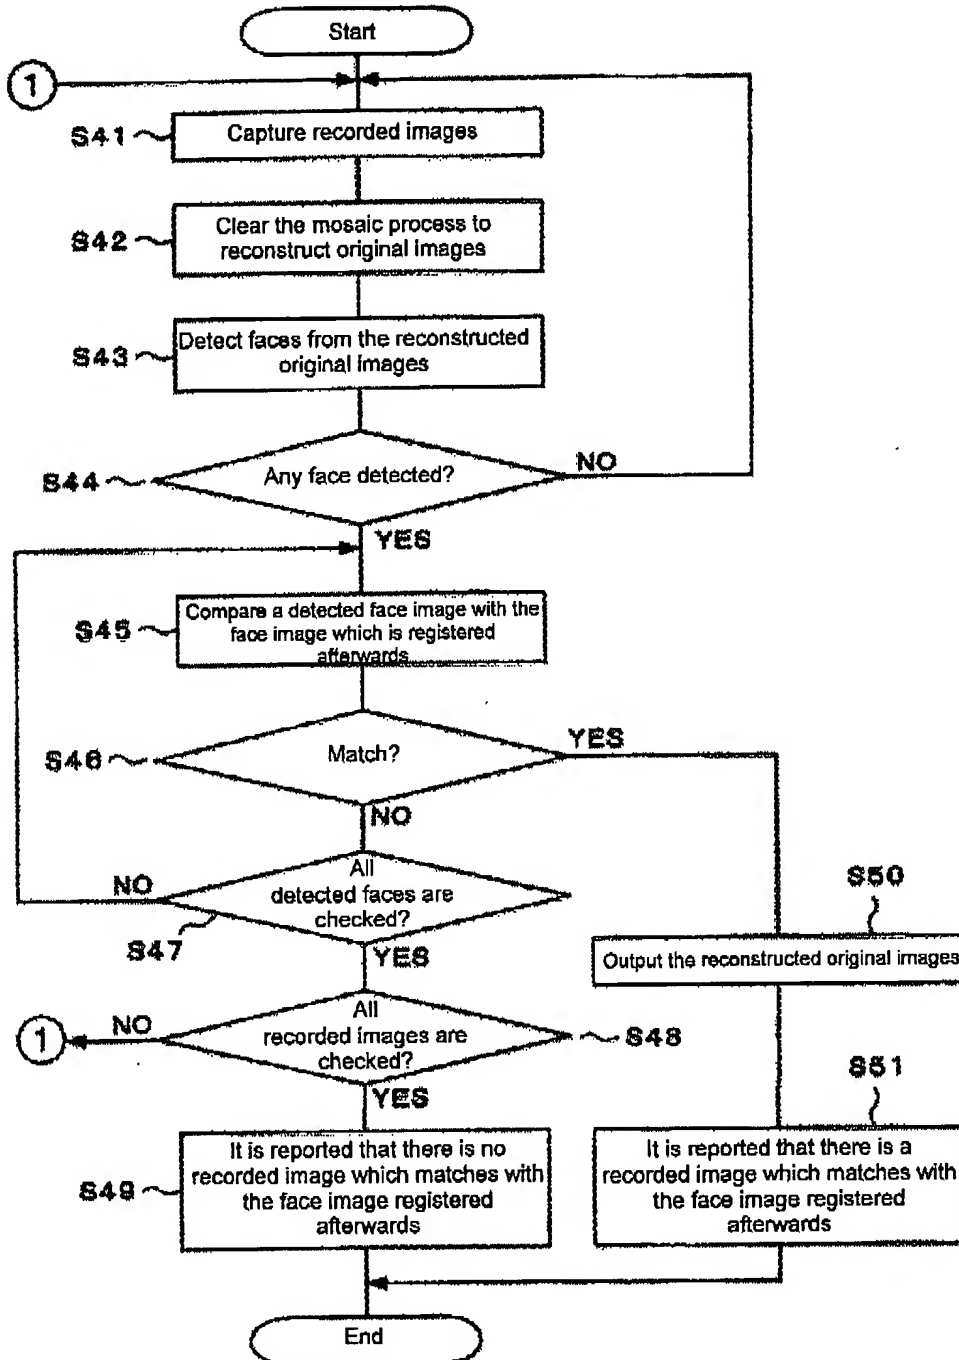 Start
1
S41
Capture recorded images
S42
Clear the mosaic process to
reconstruct original images
S43
Detect faces from the reconstructed
original images
S44
Any face detected?
NO
YES
S45
Compare a detected face image with the
face image which is registered
afterwards
S46
Match?
YES
NO
All
detected faces are
checked?
NO
S47
YES
S50
Output the reconstructed original images
1
NO
All
recorded images are
checked?
S48
YES
S51
S49
It is reported that there is no
recorded image which matches with
the face image registered
afterwards
It is reported that there is a
recorded image which matches with
the face image registered
afterwards
End